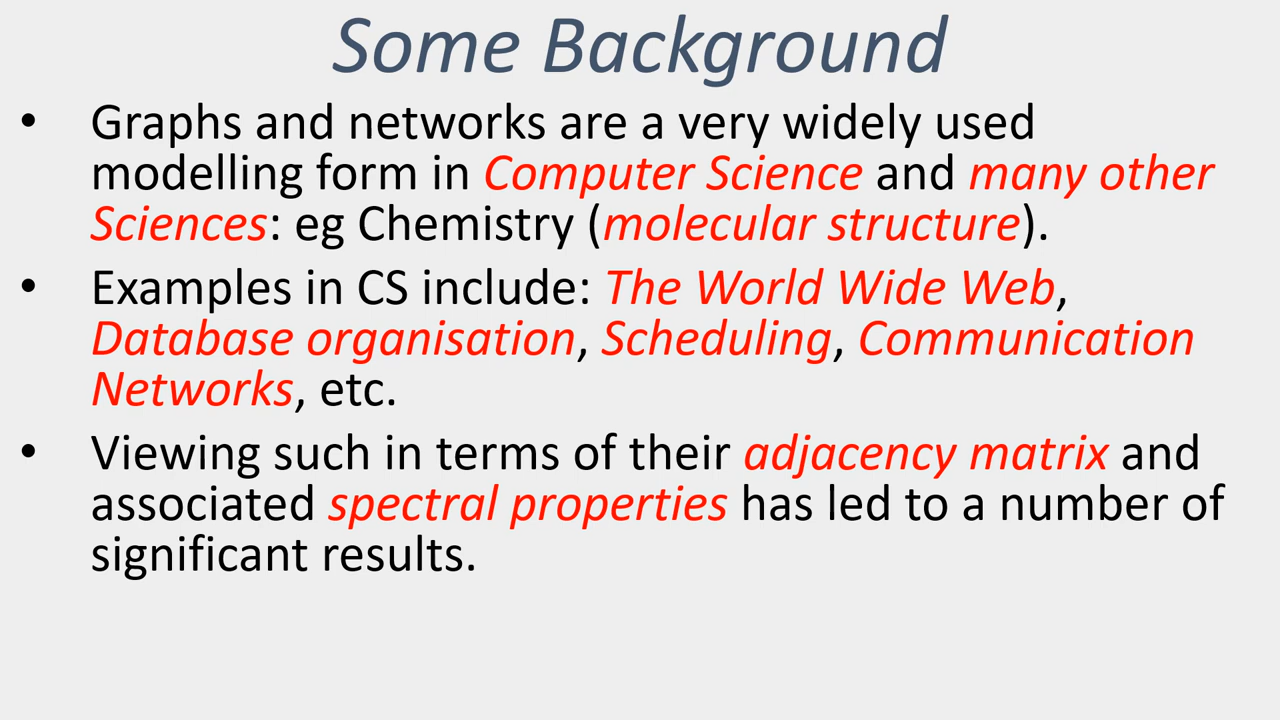 Some Background
• Graphs and networks are a very widely used
modelling form in Computer Science and many other
Sciences: eg Chemistry (molecular structure).
• Examples in CS include: The World Wide Web,
Database organisation, Scheduling, Communication
Networks, etc.
• Viewing such in terms of their adjacency matrix and
associated spectral properties has led to a number of
significant results.